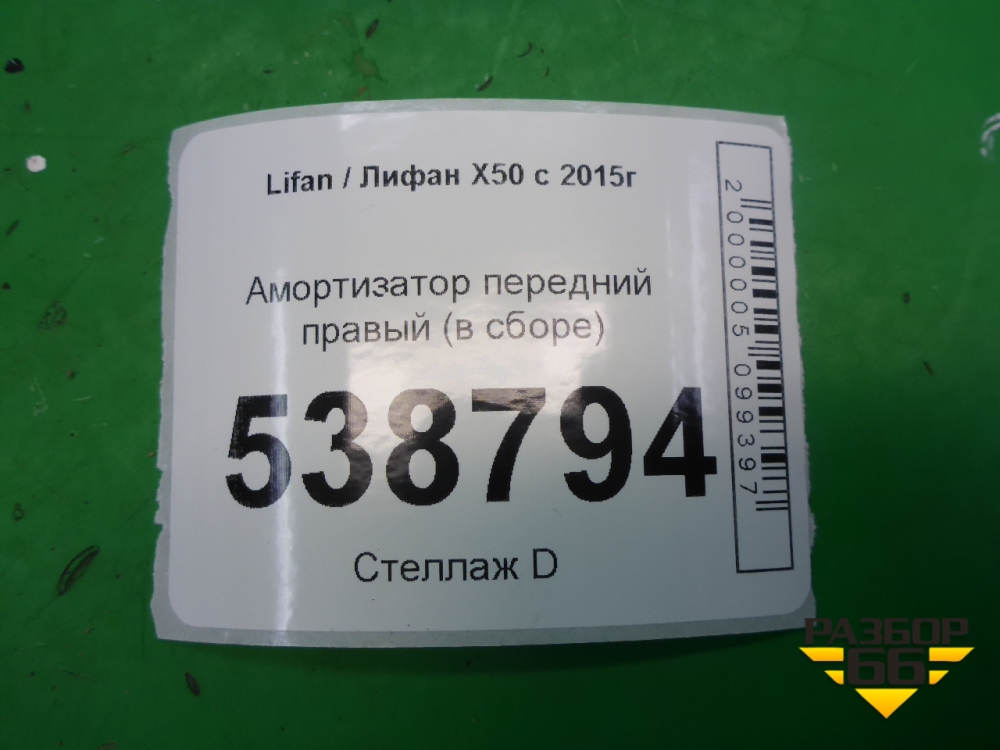 Lifan / Лифан X50 с 2015г
Амортизатор передний
правый (в сборе)
538794
Стеллаж D
2000005099397
РАЗБОР
66